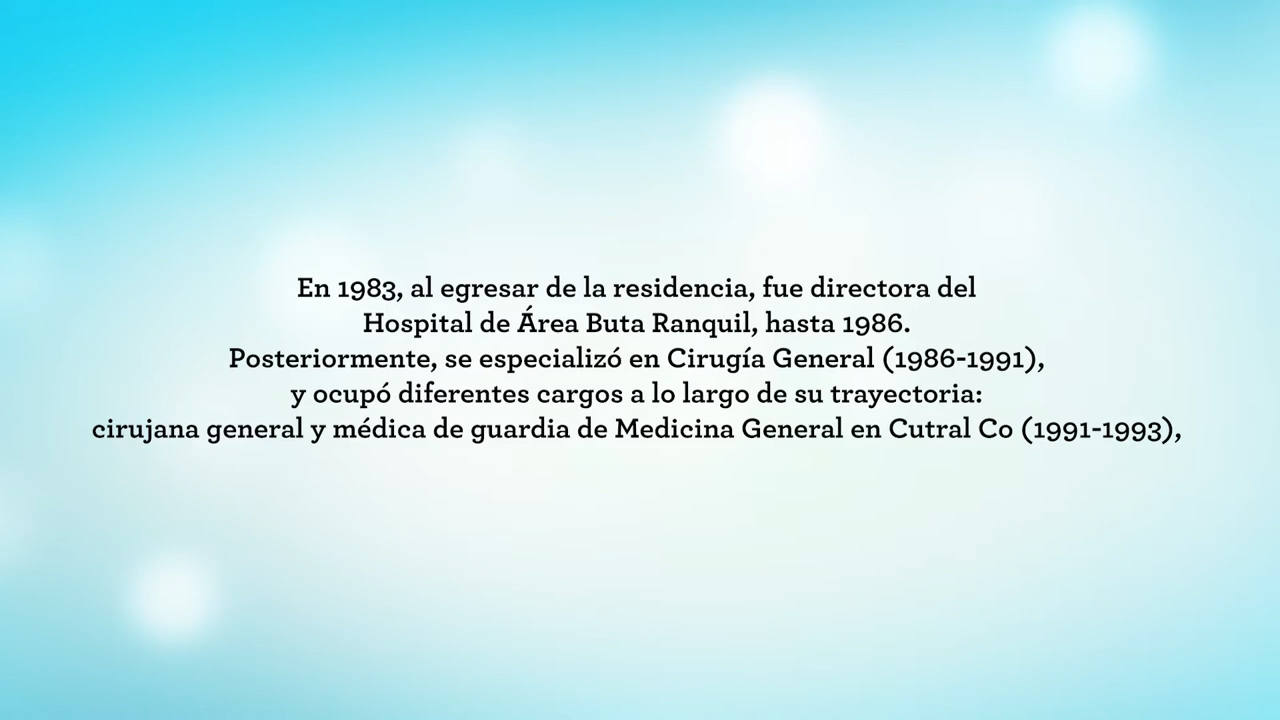 En 1983, al egresar de la residencia, fue directora del
Hospital de Área Buta Ranquil, hasta 1986.
Posteriormente, se especializó en Cirugía General (1986-1991),
y ocupó diferentes cargos a lo largo de su trayectoria:
cirujana general y médica de guardia de Medicina General en Cutral Co (1991-1993),